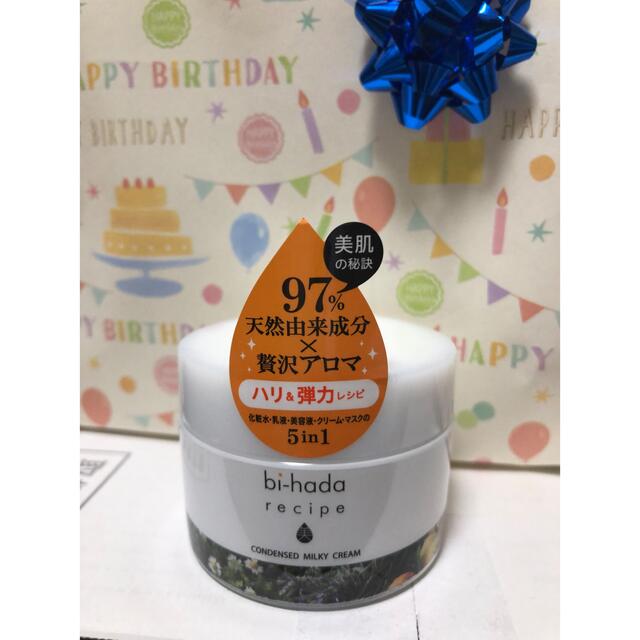 HAPPY BIRTHDAY
BIRTHDAY
HAPPY
HAPPY
美肌
の秘訣
97%
天然由来成分
×
贅沢アロマ
ハリ&弾力レシピ
化粧水・乳液・美容液・クリーム・マスクの
5in1
bi-hada
recipe
美
CONDENSED MILKY CREAM